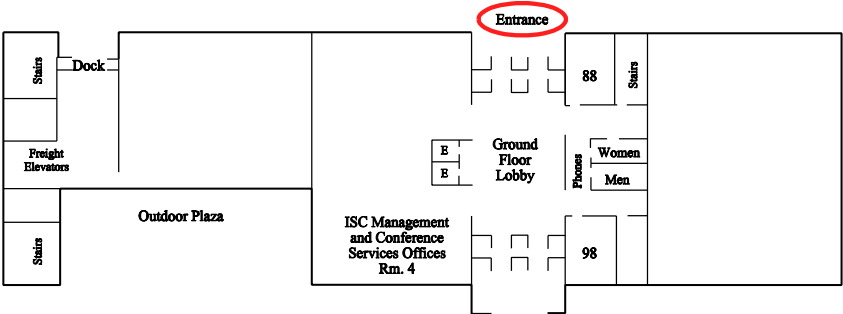 Entrance
Stairs
Dock
88
Stairs
Freight
Elevators
E
E
Ground
Floor
Lobby
Phones
Women
Men
Outdoor Plaza
Stairs
ISC Management
and Conference
Services Offices
Rm. 4
98